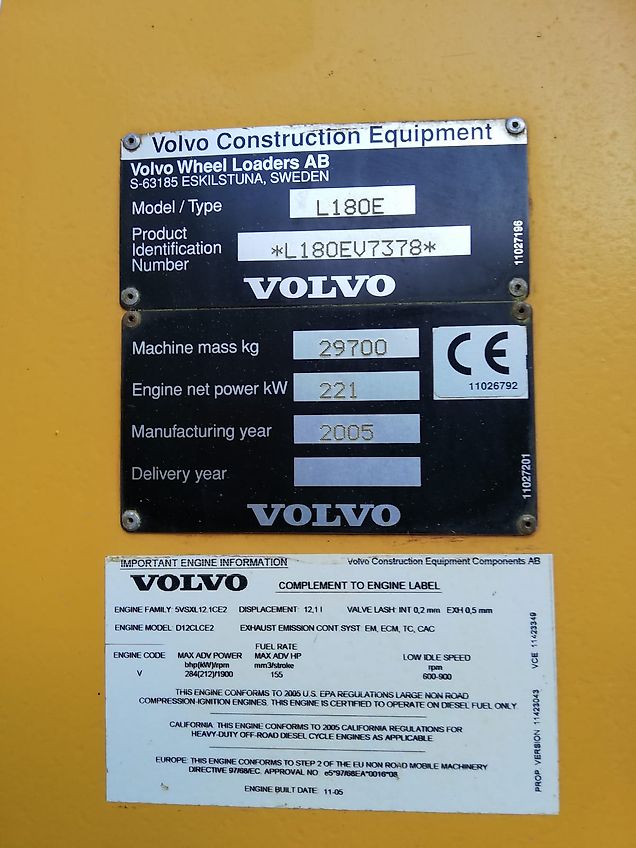 Volvo Construction Equipment
Volvo Wheel Loaders AB
S-63185 ESKILSTUNA, SWEDEN
Model / Type L180E
Product
Identification
Number
*L180EV7378*
VOLVO
11027196
Machine mass kg 29700
CE
11026792
Engine net power kW 221
Manufacturing year 2005
Delivery year
VOLVO
11027201
IMPORTANT ENGINE INFORMATION Volvo Construction Equipment Components AB
VOLVO COMPLEMENT TO ENGINE LABEL
ENGINE FAMILY: 5VSXL12.1CE2 DISPLACEMENT: 12,1 l VALVE LASH: INT 0,2 mm EXH 0,5 mm
ENGINE MODEL: D12CLCE2 EXHAUST EMISSION CONT.SYST: EM, ECM, TC, CAC
FUEL RATE
ENGINE CODE MAX ADV POWER MAX ADV HP LOW IDLE SPEED
bhp(kW)/rpm mm3/stroke rpm
V 284(212)/1900 155 600-900
THIS ENGINE CONFORMS TO 2005 U.S. EPA REGULATIONS LARGE NON ROAD
COMPRESSION-IGNITION ENGINES. THIS ENGINE IS CERTIFIED TO OPERATE ON DIESEL FUEL ONLY
CALIFORNIA: THIS ENGINE CONFORMS TO 2005 CALIFORNIA REGULATIONS FOR
HEAVY-DUTY OFF-ROAD DIESEL CYCLE ENGINES AS APPLICABLE
EUROPE: THIS ENGINE CONFORMS TO STEP 2 OF THE EU NON ROAD MOBILE MACHINERY
DIRECTIVE 97/68/EC. APPROVAL NO e5*97/68EA*0016*08
ENGINE BUILT DATE: 11-05
PROP. VERSION 11423043 VCE 11423349